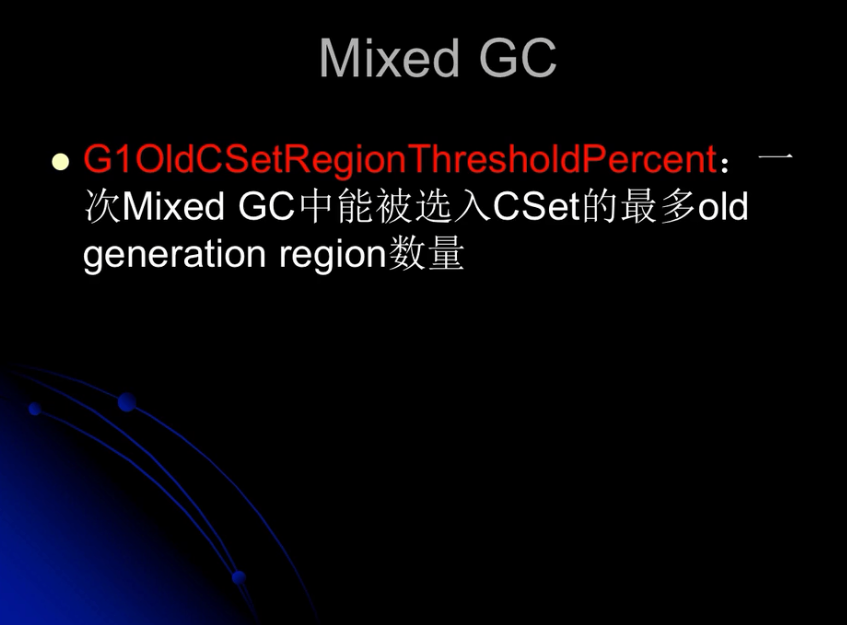 Mixed GC
G1OldCSetRegionThresholdPercent：一
次Mixed GC中能被选入CSet的最多old
generation region数量